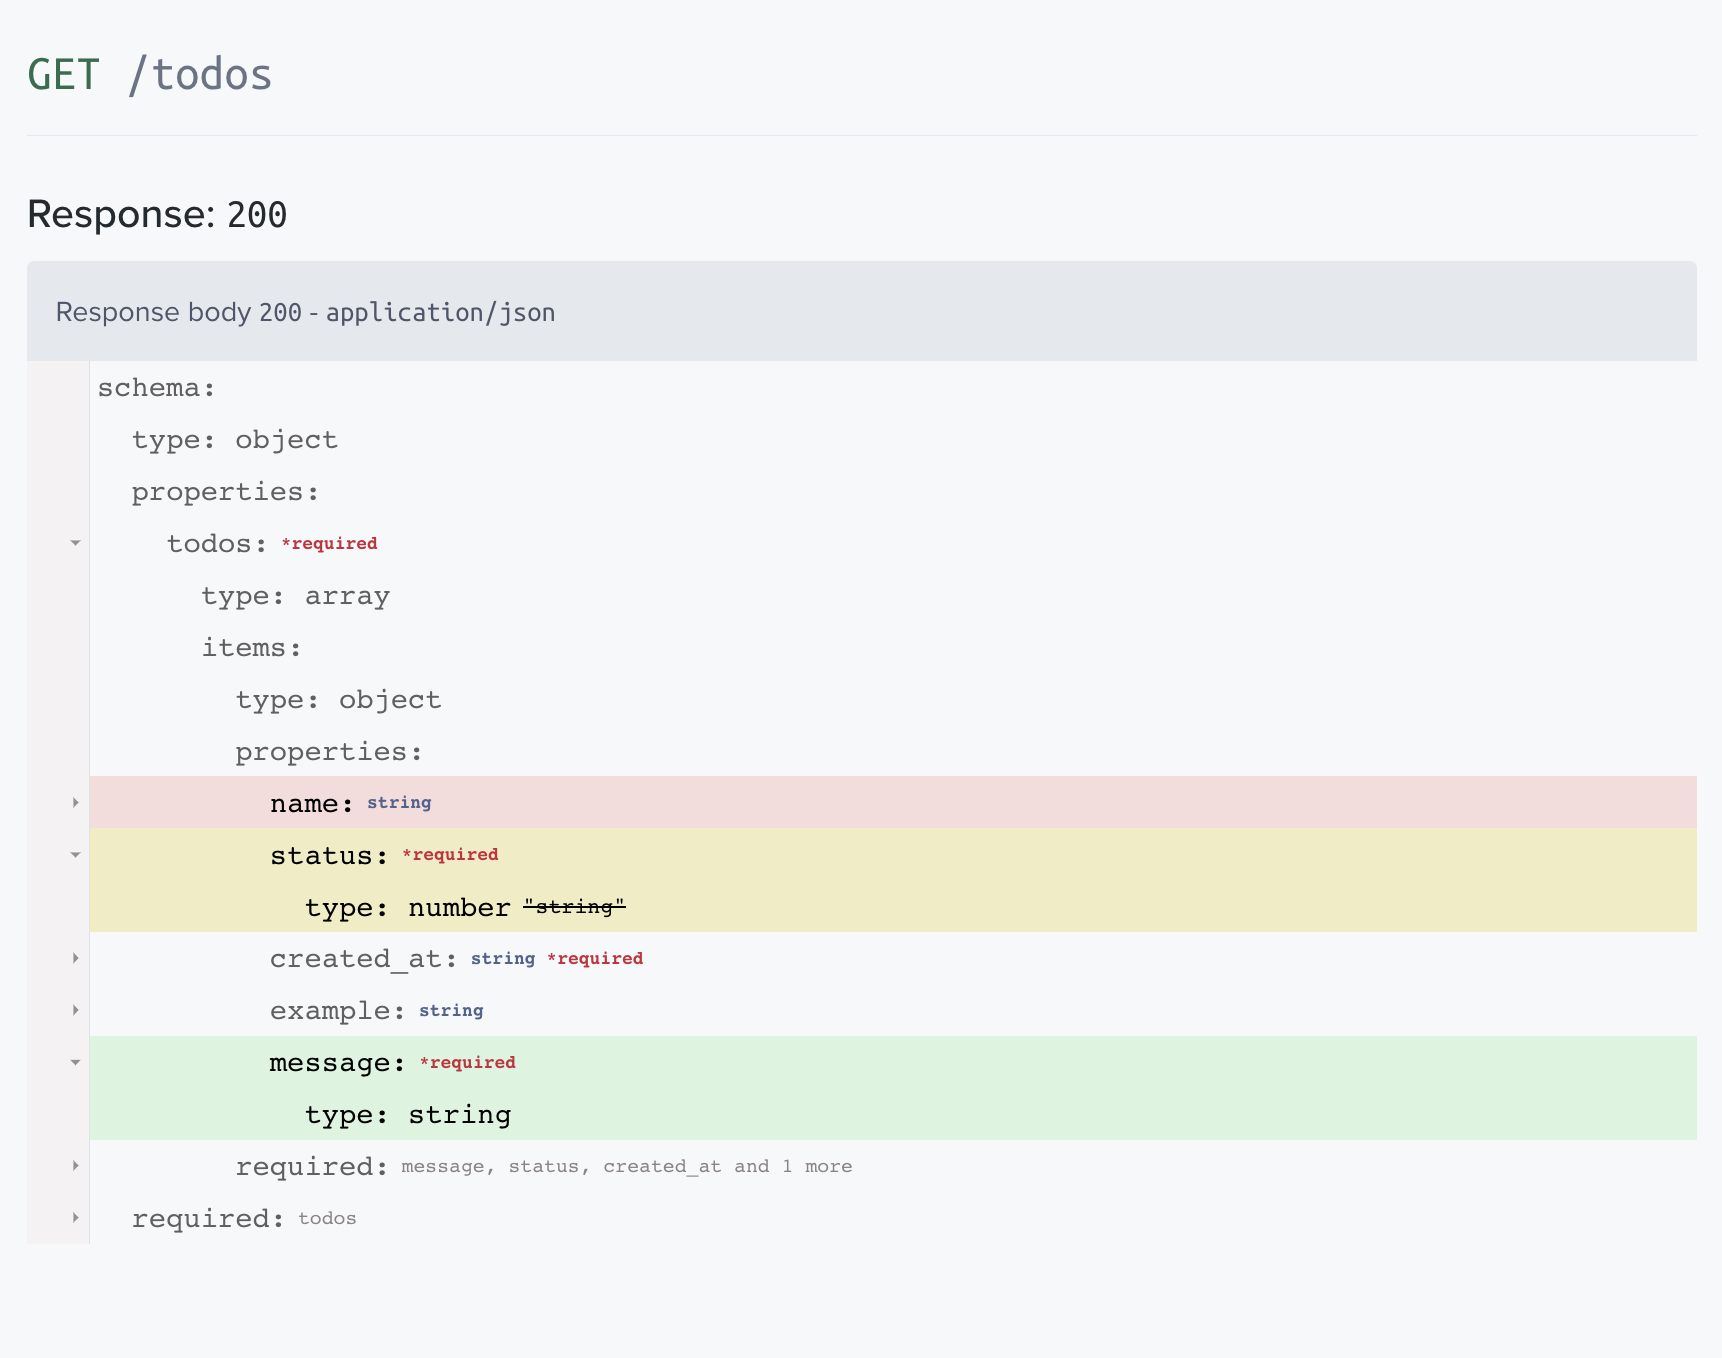 GET /todos
Response: 200
Response body 200 - application/json
schema:
type: object
properties:
todos: *required
type: array
items:
type: object
properties:
name: string
status: *required
type: number "string"
created_at: string *required
example: string
message: *required
type: string
required: message, status, created_at and 1 more
required: todos